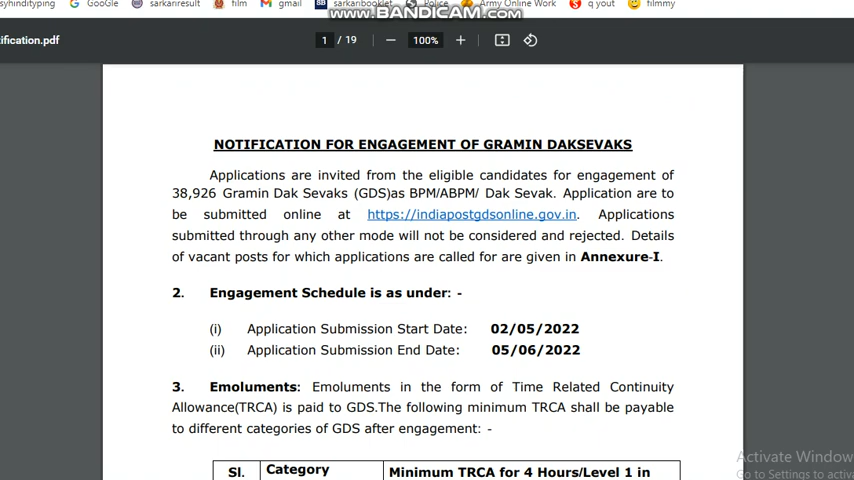 syhindityping GooGle sarkariresult film gmail sarkaribooklet Police Army Online Work q yout filmmy
www.BANDICAM.com
ification.pdf 1 / 19 — 100% +
NOTIFICATION FOR ENGAGEMENT OF GRAMIN DAKSEVAKS
Applications are invited from the eligible candidates for engagement of
38,926 Gramin Dak Sevaks (GDS)as BPM/ABPM/ Dak Sevak. Application are to
be submitted online at https://indiapostgdsonline.gov.in. Applications
submitted through any other mode will not be considered and rejected. Details
of vacant posts for which applications are called for are given in Annexure-I.
2. Engagement Schedule is as under: -
(i) Application Submission Start Date: 02/05/2022
(ii) Application Submission End Date: 05/06/2022
3. Emoluments: Emoluments in the form of Time Related Continuity
Allowance(TRCA) is paid to GDS.The following minimum TRCA shall be payable
to different categories of GDS after engagement: -
Sl. Category Minimum TRCA for 4 Hours/Level 1 in
Activate Window
Go to Settings to activa